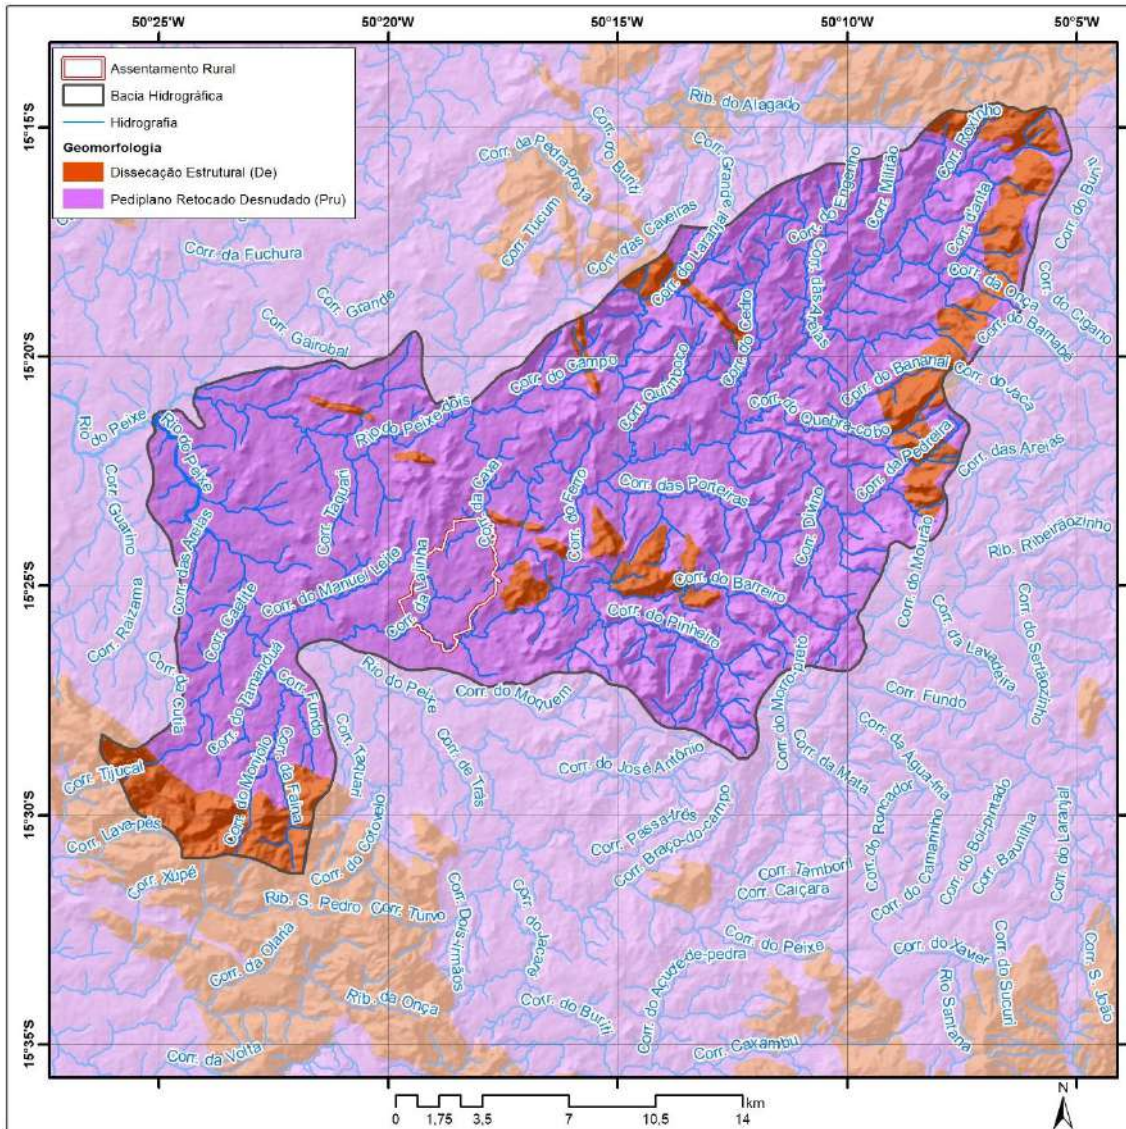 50°25'W
50°20'W
50°15'W
50°10'W
50°5'W
Assentamento Rural
Bacia Hidrográfica
Hidrografia
Geomorfologia
Dissecação Estrutural (De)
Pediplano Retocado Desnudado (Pru)
15°15'S
15°20'S
15°25'S
15°30'S
15°35'S
Rib. do Alagado
Corr. da Pedra-preta
Corr. do Buriti
Corr. Grande
Corr. do Engenho
Corr. Militão
Corr. Roxinho
Corr. do Buriti
Corr. Tucum
Corr. das Caveiras
Corr. do Laranjal
Corr. d'anta
Corr. da Fuchura
Corr. Grande
Corr. Gairobal
Corr. das Areias
Corr. da Onça
Corr. do Cigano
Corr. do Barnabé
Corr. do Cedro
Corr. do Campo
Corr. Quimboco
Corr. do Bananal
Corr. do Jaca
Rio do Peixe
Rio do Peixe
Rio do Peixe dois
Corr. do Quebra-cobo
Corr. da Pedreira
Corr. das Areias
Corr. Guarino
Corr. Taquari
Corr. da Cava
Corr. do Ferro
Corr. das Porteiras
Corr. Divino
Rib. Ribeirãozinho
Corr. das Areias
Corr. do Manuel Leite
Corr. da Lajinha
Corr. do Barreiro
Corr. do Mourão
Corr. Raizama
Corr. Caelite
Corr. do Pinheiro
Corr. da Lavadeira
Corr. do Sertãozinho
Corr. da Cutia
Corr. do Tamanduá
Corr. Fundo
Rio do Peixe
Corr. do Moquem
Corr. do Morro-preto
Corr. Fundo
Corr. Tijucal
Corr. do Monjolo
Corr. da Faina
Corr. Taquari
Corr. de Tras
Corr. do José Antônio
Corr. da Mata
Corr. da Agua-fria
Corr. Lava-pés
Corr. do Cotovelo
Corr. Passa-três
Corr. Braço-do-campo
Corr. do Roncador
Corr. do Camaninho
Corr. do Boi-pintado
Corr. Baunilha
Corr. do Laranjal
Corr. Xupé
Rib. S. Pedro
Corr. Turvo
Corr. Dois-irmãos
Corr. do Jacaré
Corr. Tamboril
Corr. Caiçara
Corr. da Olaria
Corr. do Peixe
Corr. do Açude-de-pedra
Corr. do Xavier
Corr. do Sucuri
Corr. S. João
Rib. da Onça
Corr. do Buriti
Rio Santana
Corr. da Volta
Corr. Caxambu
km
0
1,75
3,5
7
10,5
14
N